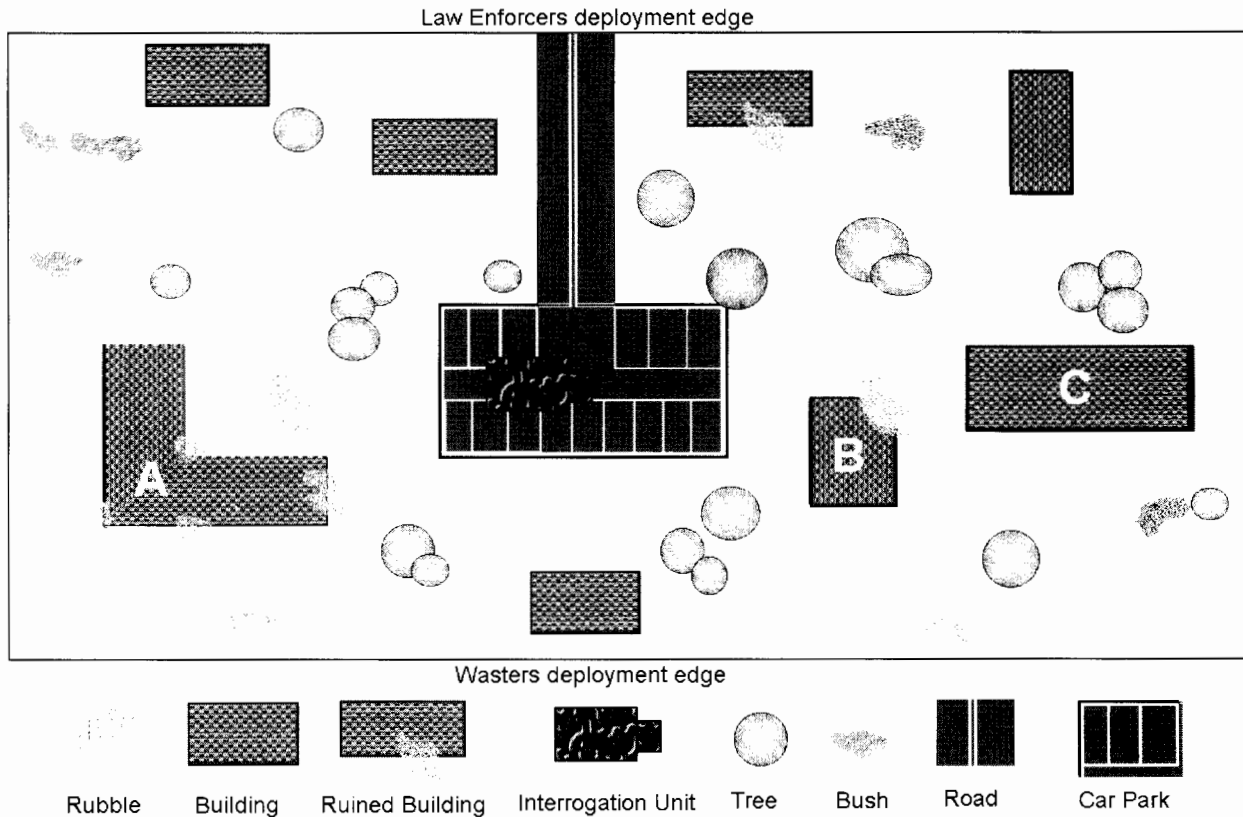 Law Enforcers deployment edge
A
B
C
Wasters deployment edge
Rubble
Building
Ruined Building
Interrogation Unit
Tree
Bush
Road
Car Park